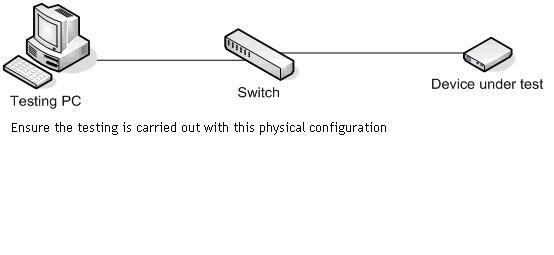 Testing PC
Switch
Device under test
Ensure the testing is carried out with this physical configuration